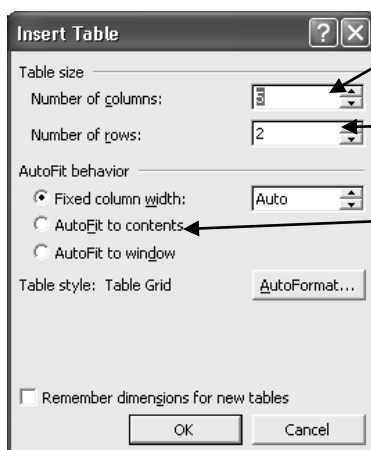 Insert Table
Table size
Number of columns: 5
Number of rows: 2
AutoFit behavior
Fixed column width: Auto
AutoFit to contents
AutoFit to window
Table style: Table Grid AutoFormat...
Remember dimensions for new tables
OK Cancel